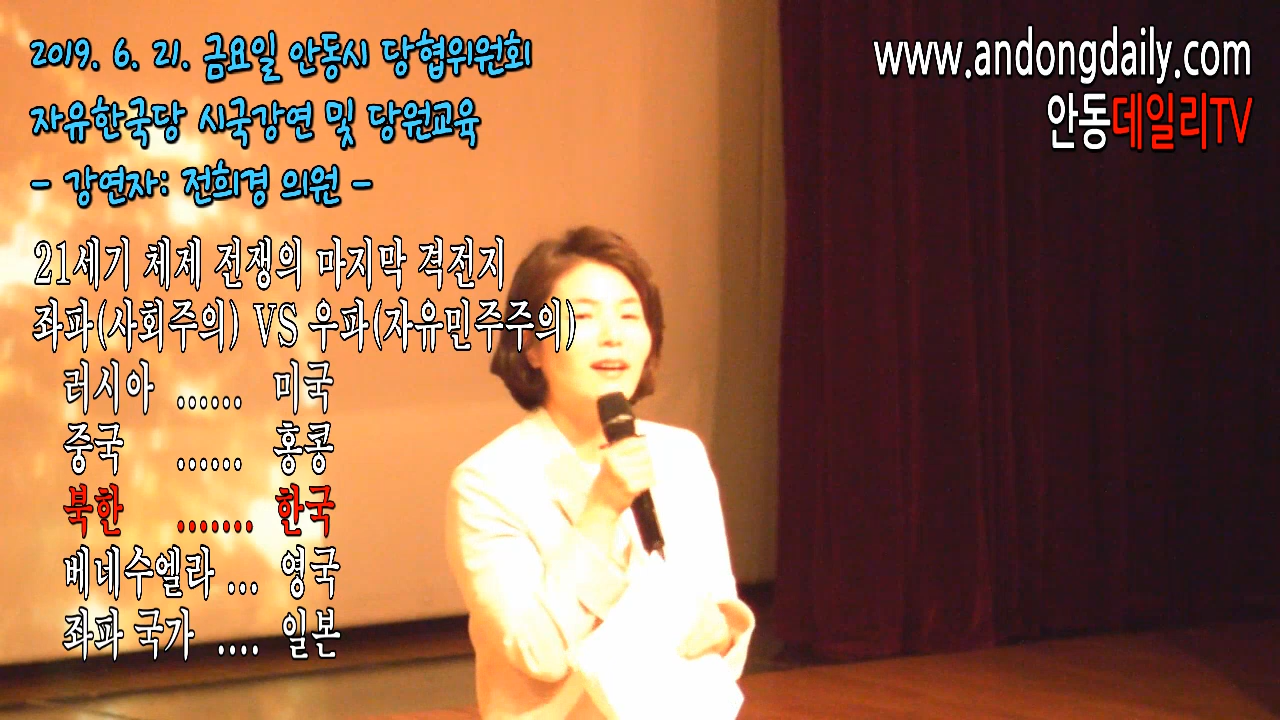 2019. 6. 21. 금요일 안동시 당협위원회
자유한국당 시국강연 및 당원교육
- 강연자: 전희경 의원 -
www.andongdaily.com
안동데일리TV
21세기 체제 전쟁의 마지막 격전지
좌파(사회주의) VS 우파(자유민주주의)
러시아 ...... 미국
중국 ...... 홍콩
북한 ....... 한국
베네수엘라 ... 영국
좌파 국가 .... 일본